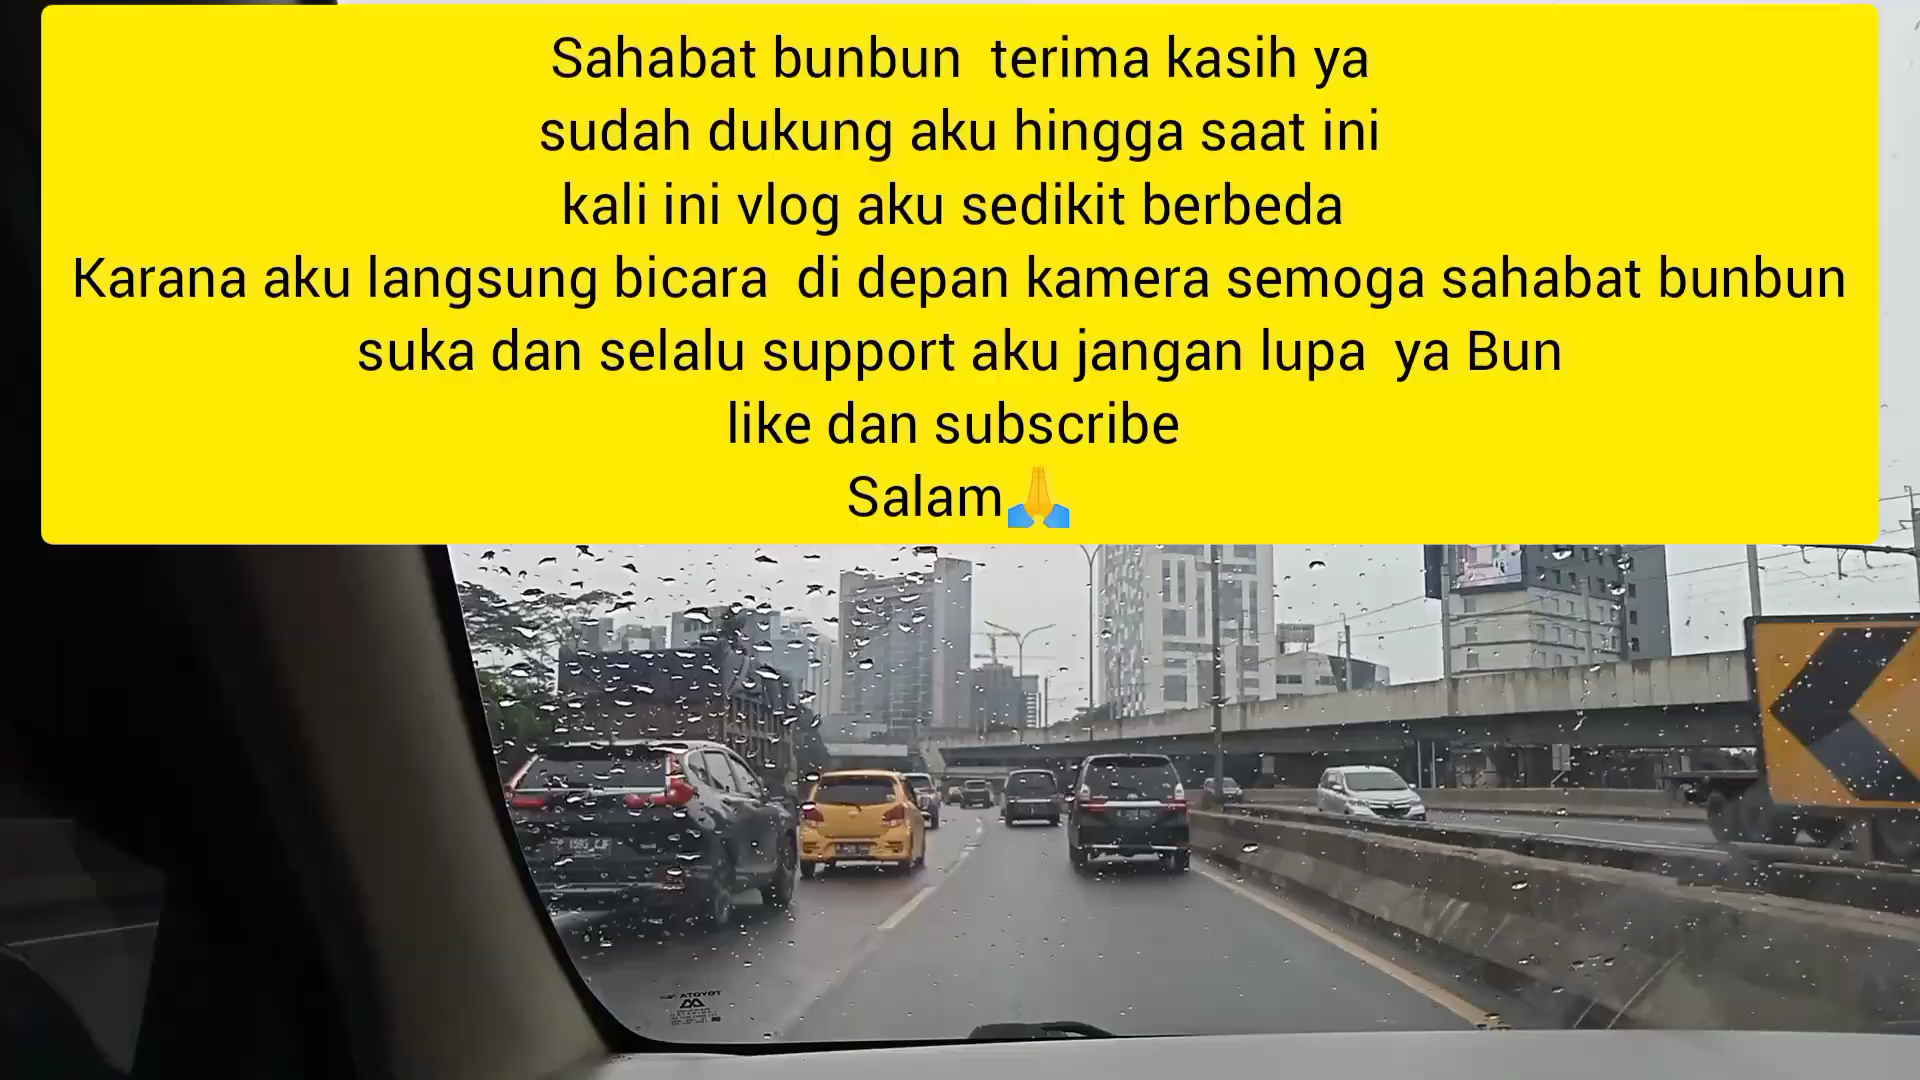 Sahabat bunbun  terima kasih ya
sudah dukung aku hingga saat ini
kali ini vlog aku sedikit berbeda
Karana aku langsung bicara  di depan kamera semoga sahabat bunbun
suka dan selalu support aku jangan lupa  ya Bun
like dan subscribe
Salam🙏
TOYOTA